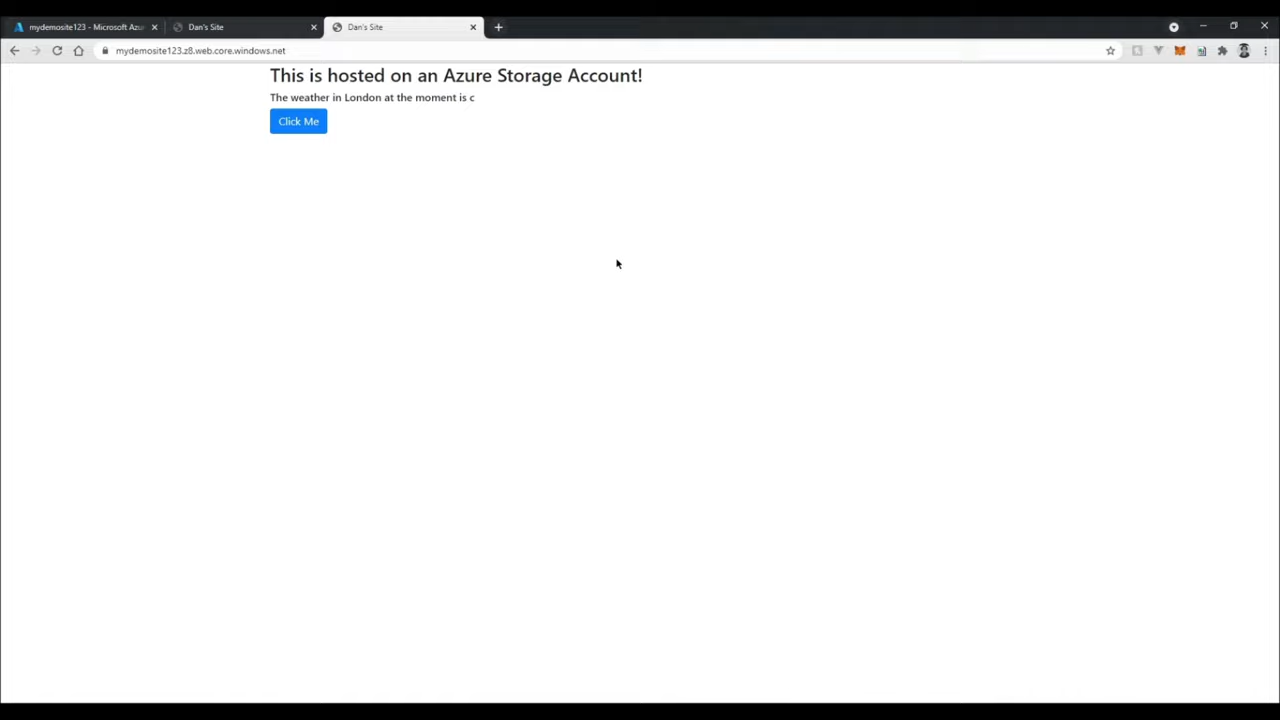 mydemosite123 - Microsoft Azu
Dan's Site
Dan's Site
mydemosite123.z8.web.core.windows.net
This is hosted on an Azure Storage Account!
The weather in London at the moment is c
Click Me